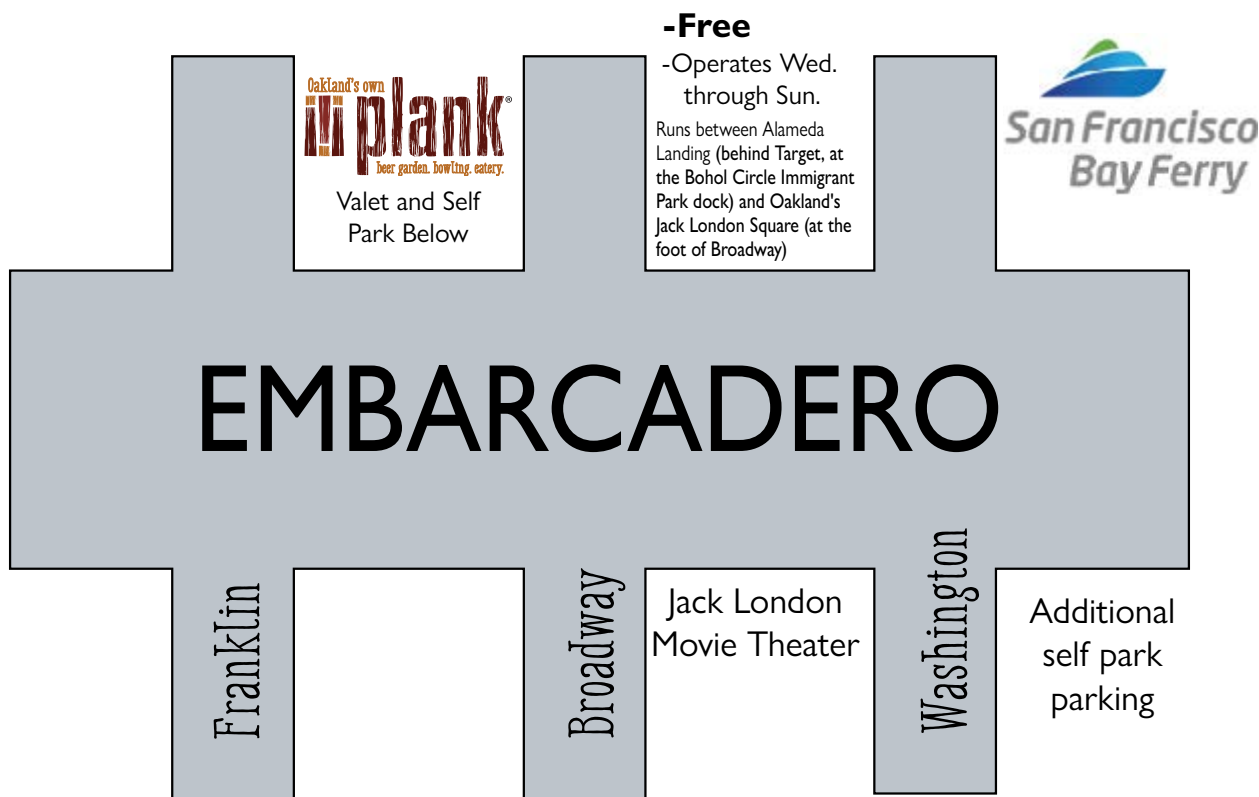 Oakland's own
plank®
beer garden. bowling. eatery.
Valet and Self
Park Below
-Free
-Operates Wed.
through Sun.
Runs between Alameda
Landing (behind Target, at
the Bohol Circle Immigrant
Park dock) and Oakland's
Jack London Square (at the
foot of Broadway)
San Francisco
Bay Ferry
EMBARCADERO
Franklin
Broadway
Jack London
Movie Theater
Washington
Additional
self park
parking